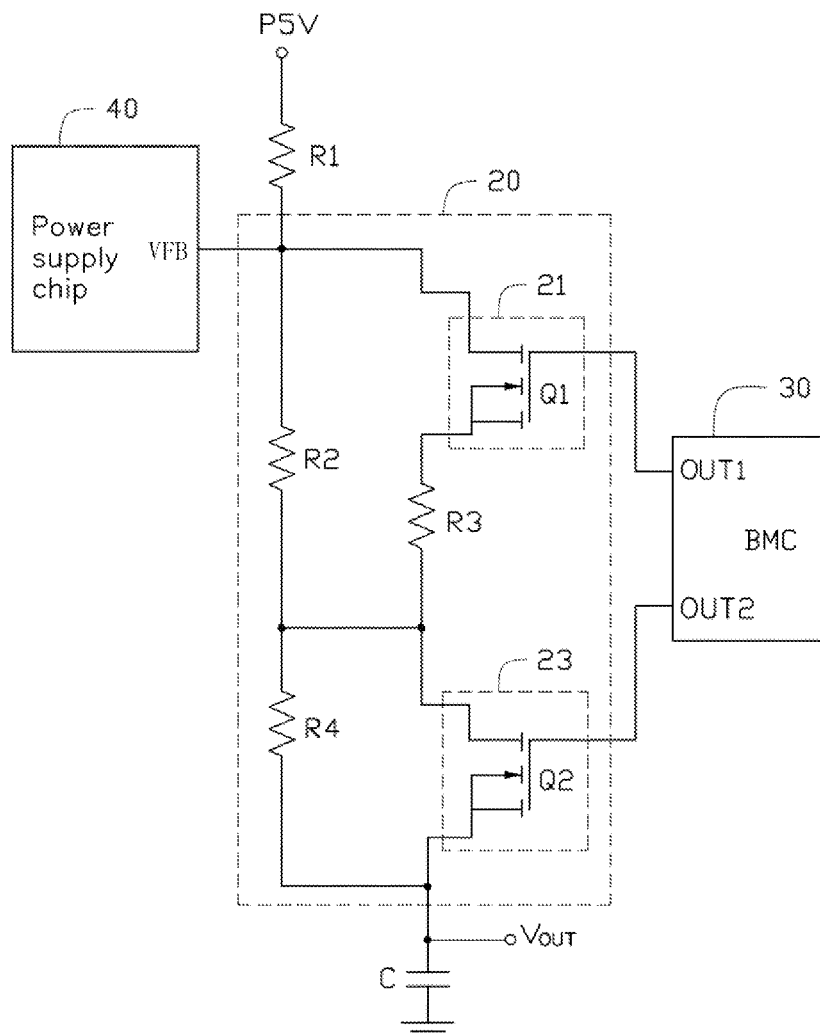 P5V
40
R1
20
Power
supply
chip
VFB
21
Q1
30
R2
OUT1
R3
BMC
OUT2
23
R4
Q2
VOUT
C